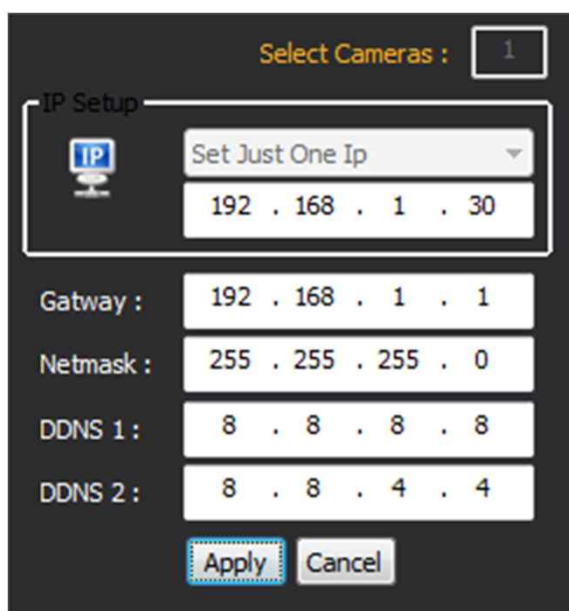 Select Cameras : 1
IP Setup
IP
Set Just One Ip
192 . 168 . 1 . 30
Gatway : 192 . 168 . 1 . 1
Netmask : 255 . 255 . 255 . 0
DDNS 1 : 8 . 8 . 8 . 8
DDNS 2 : 8 . 8 . 4 . 4
Apply Cancel